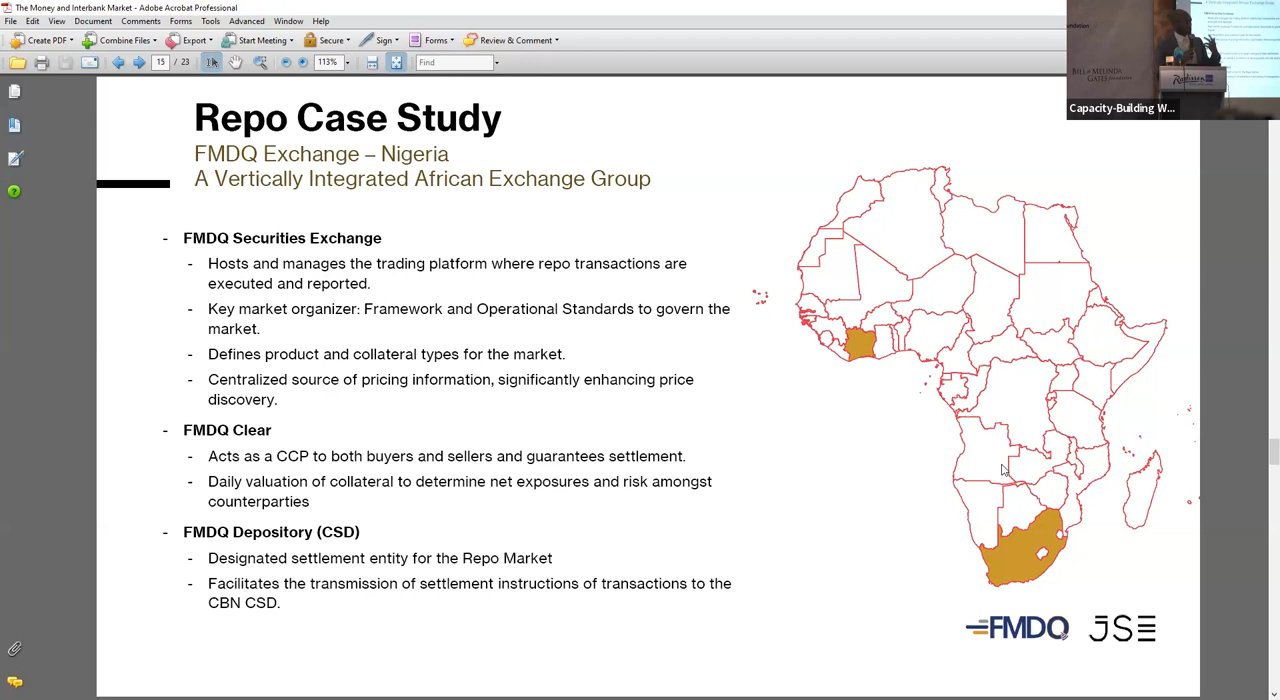 The Money and Interbank Market - Adobe Acrobat Professional
File Edit View Document Comments Forms Tools Advanced Window Help
Create PDF Combine Files Export Start Meeting Secure Sign Forms Review & Comment
15 / 23 113% Find
Repo Case Study
FMDQ Exchange – Nigeria
A Vertically Integrated African Exchange Group
- FMDQ Securities Exchange
- Hosts and manages the trading platform where repo transactions are
executed and reported.
- Key market organizer: Framework and Operational Standards to govern the
market.
- Defines product and collateral types for the market.
- Centralized source of pricing information, significantly enhancing price
discovery.
- FMDQ Clear
- Acts as a CCP to both buyers and sellers and guarantees settlement.
- Daily valuation of collateral to determine net exposures and risk amongst
counterparties
- FMDQ Depository (CSD)
- Designated settlement entity for the Repo Market
- Facilitates the transmission of settlement instructions of transactions to the
CBN CSD.
FMDQ JSE
BILL & MELINDA
GATES foundation
Radisson
Capacity-Building W...